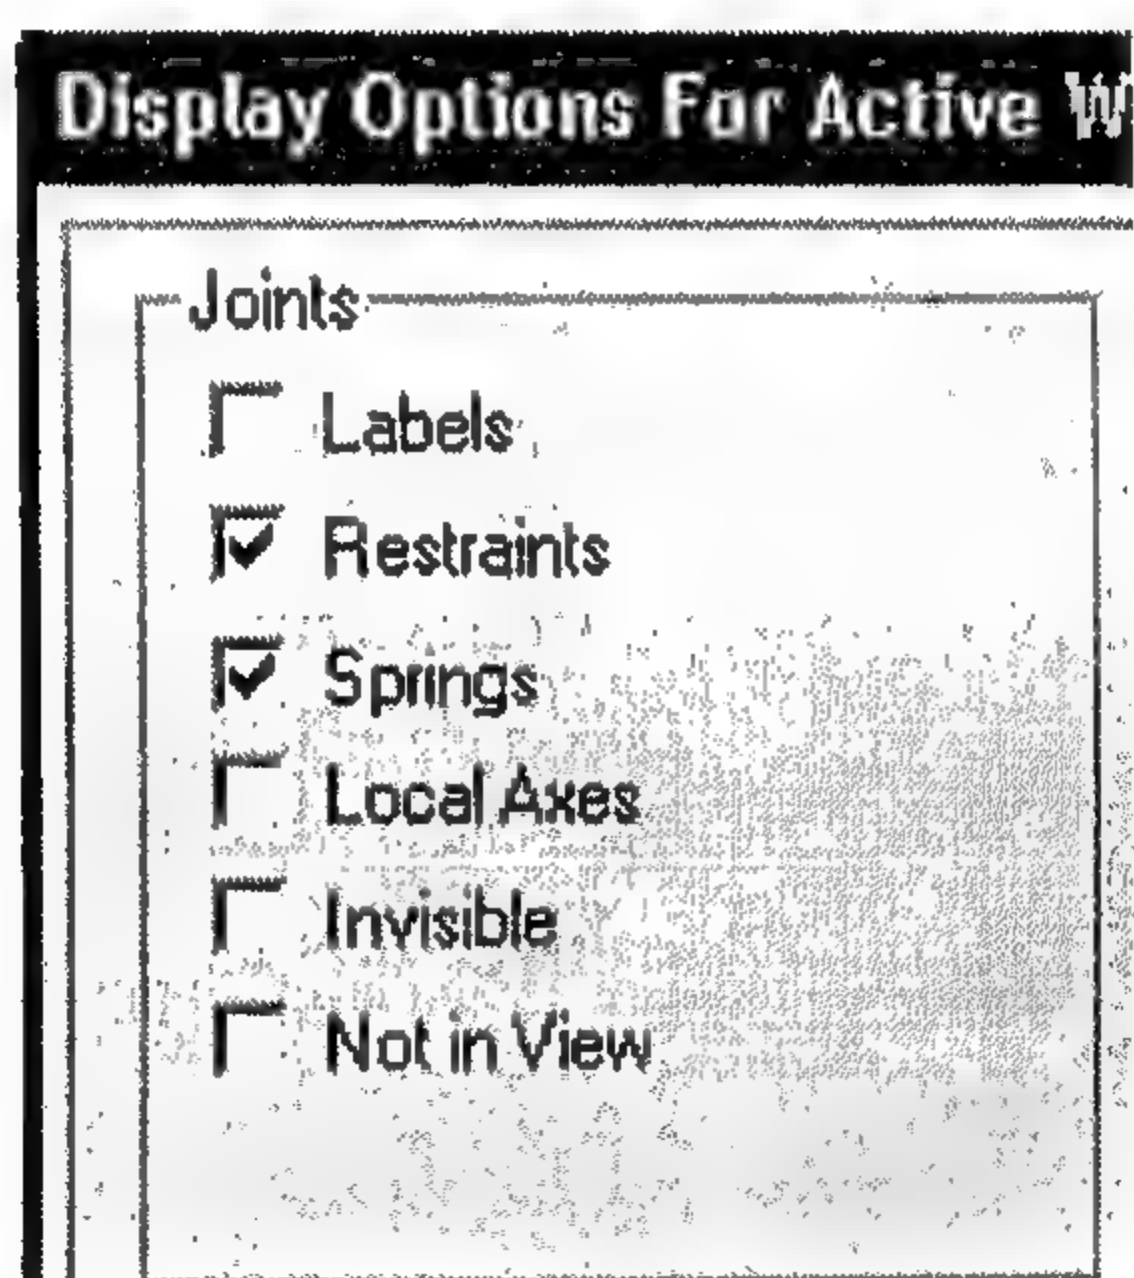 Display Options For Active W
Joints
Labels
Restraints
Springs
Local Axes
Invisible
Not in View